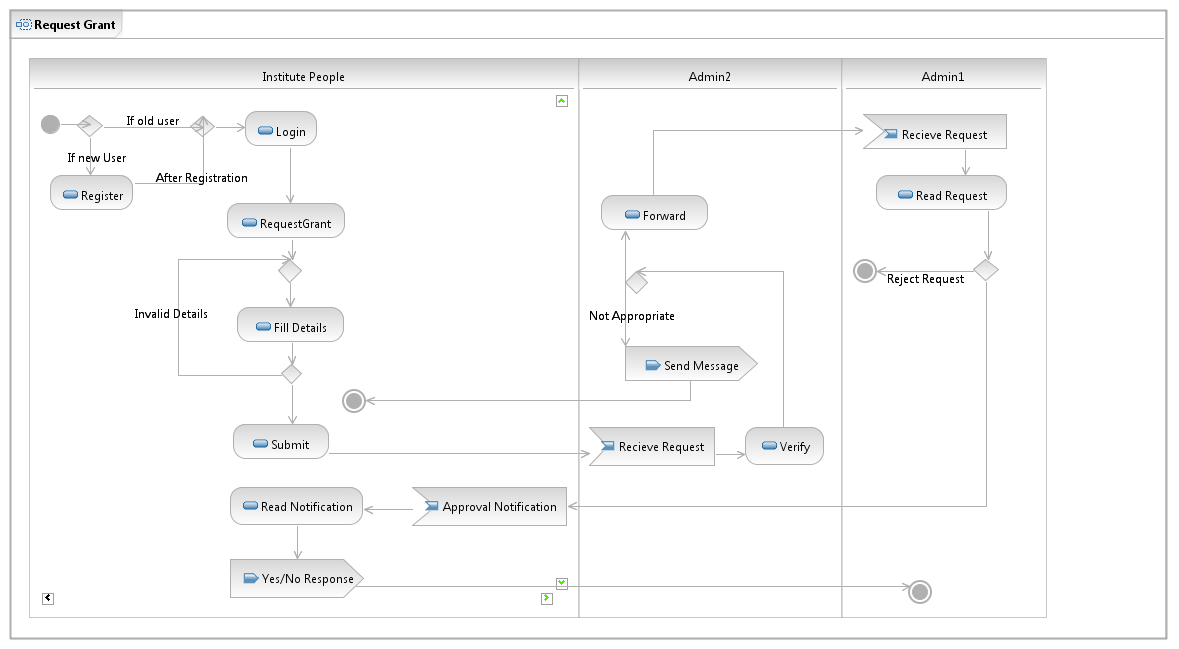 Request Grant
Institute People
Admin2
Admin1
If old user
Login
If new User
Register
After Registration
RequestGrant
Invalid Details
Fill Details
Submit
Read Notification
Approval Notification
Yes/No Response
Forward
Not Appropriate
Send Message
Recieve Request
Verify
Recieve Request
Read Request
Reject Request